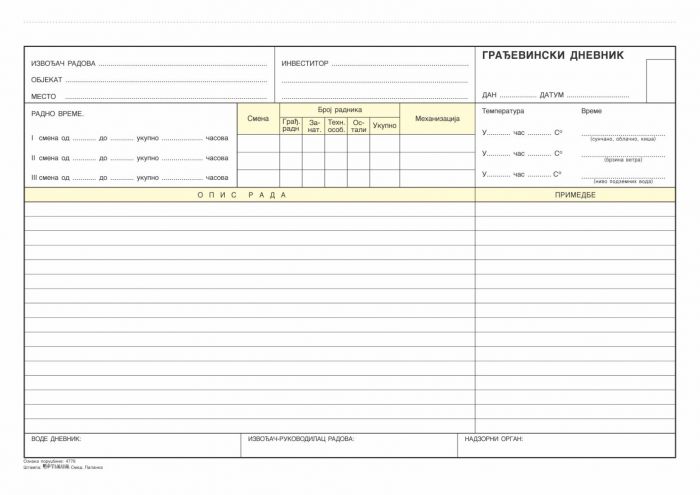 ИЗВОЂАЧ РАДОВА ..........
ОБЈЕКАТ ..........
МЕСТО ..........
ИНВЕСТИТОР ..........
ГРАЂЕВИНСКИ ДНЕВНИК
ДАН .......... ДАТУМ ..........
РАДНО ВРЕМЕ.
I смена од .......... до .......... укупно .......... часова
II смена од .......... до .......... укупно .......... часова
III смена од .......... до .......... укупно .......... часова
Смена
Број радника
Грађ. радн
За- нат.
Техн. особ.
Ос- тали
Укупно
Механизација
Температура Време
У.......... час .......... C° ..........
(сунчано, облачно, киша)
У.......... час .......... C° ..........
(брзина ветра)
У.......... час .......... C° ..........
(ниво подземних вода)
ОПИС РАДА
ПРИМЕДБЕ
ВОДЕ ДНЕВНИК:
ИЗВОЂАЧ-РУКОВОДИЛАЦ РАДОВА:
НАДЗОРНИ ОРГАН:
Ознака поруџбине: 4776
Штампа: Смед. Паланка